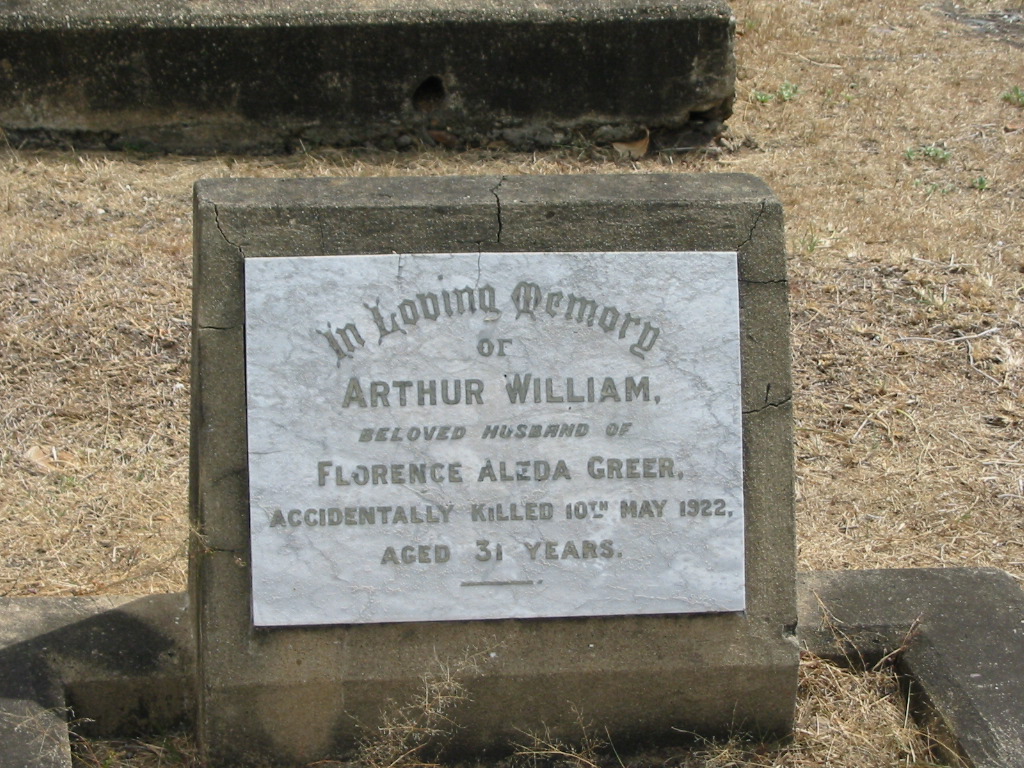 In Loving Memory
OF
ARTHUR WILLIAM,
BELOVED HUSBAND OF
FLORENCE ALEDA GREER,
ACCIDENTALLY KILLED 10TH MAY 1922,
AGED 31 YEARS.